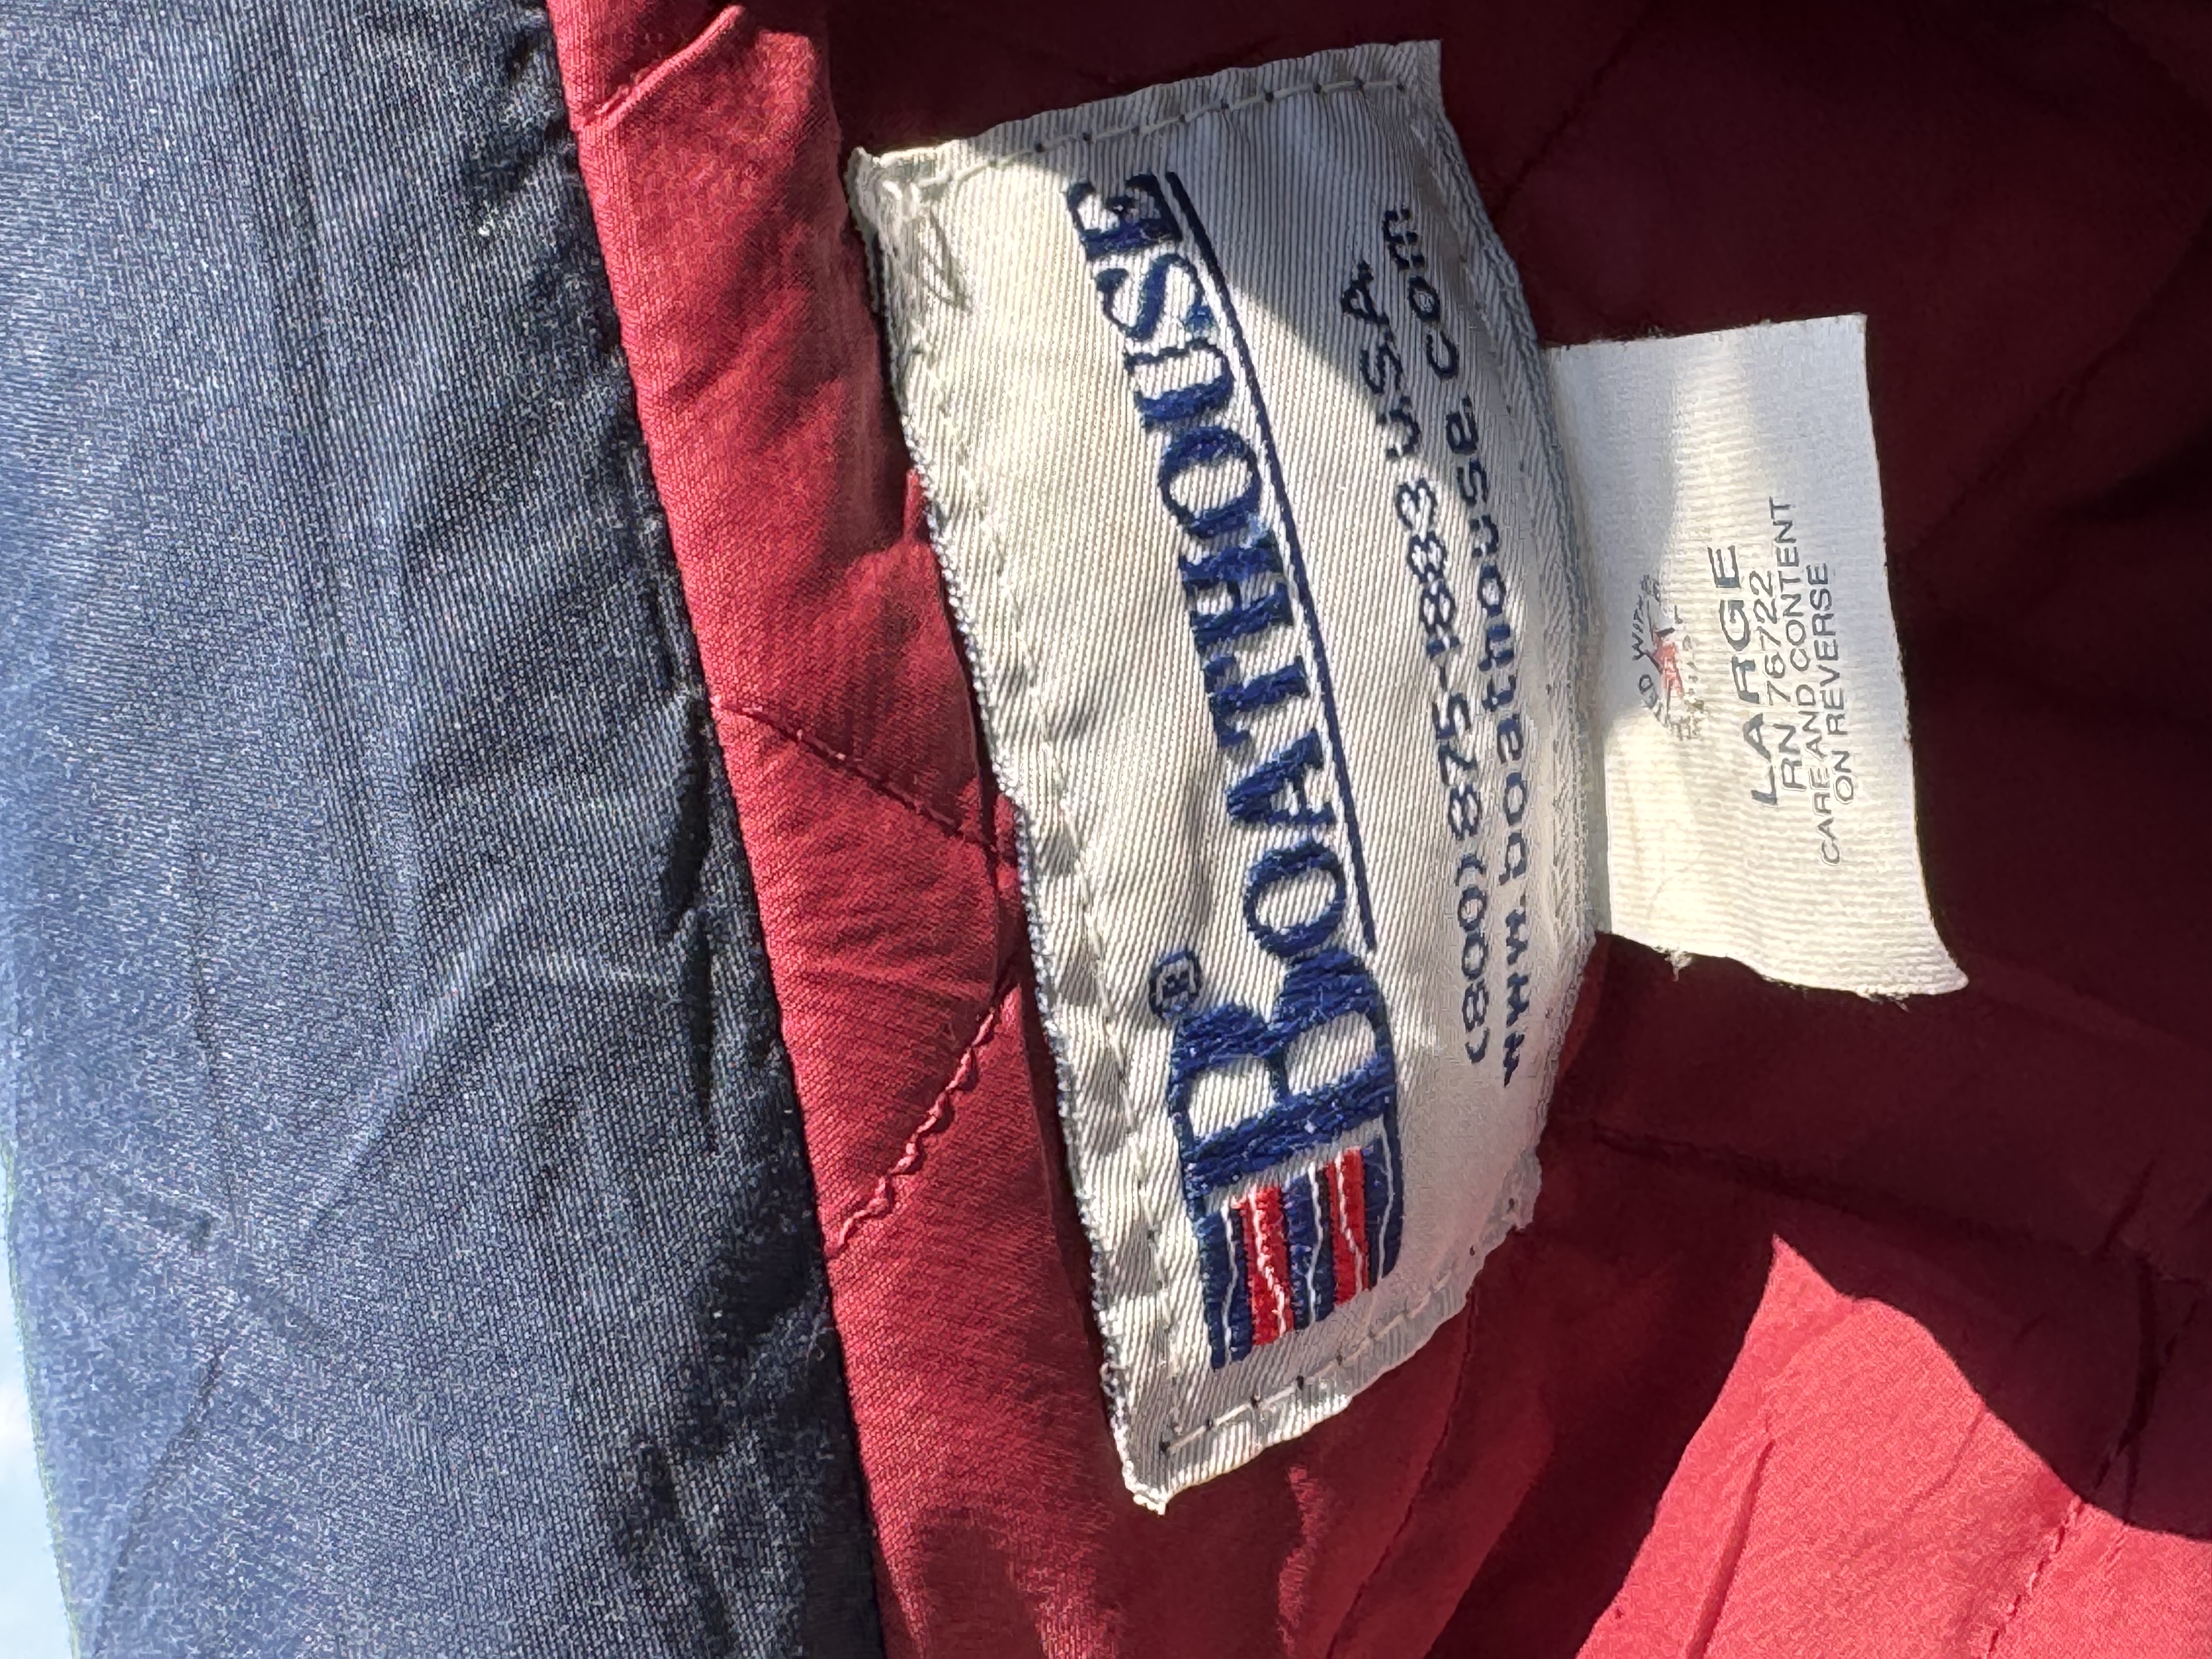 BOATHOUSE®
(800) 875-1883 USA
www.boathouse.com
LARGE
RN 76722
CARE AND CONTENT
ON REVERSE